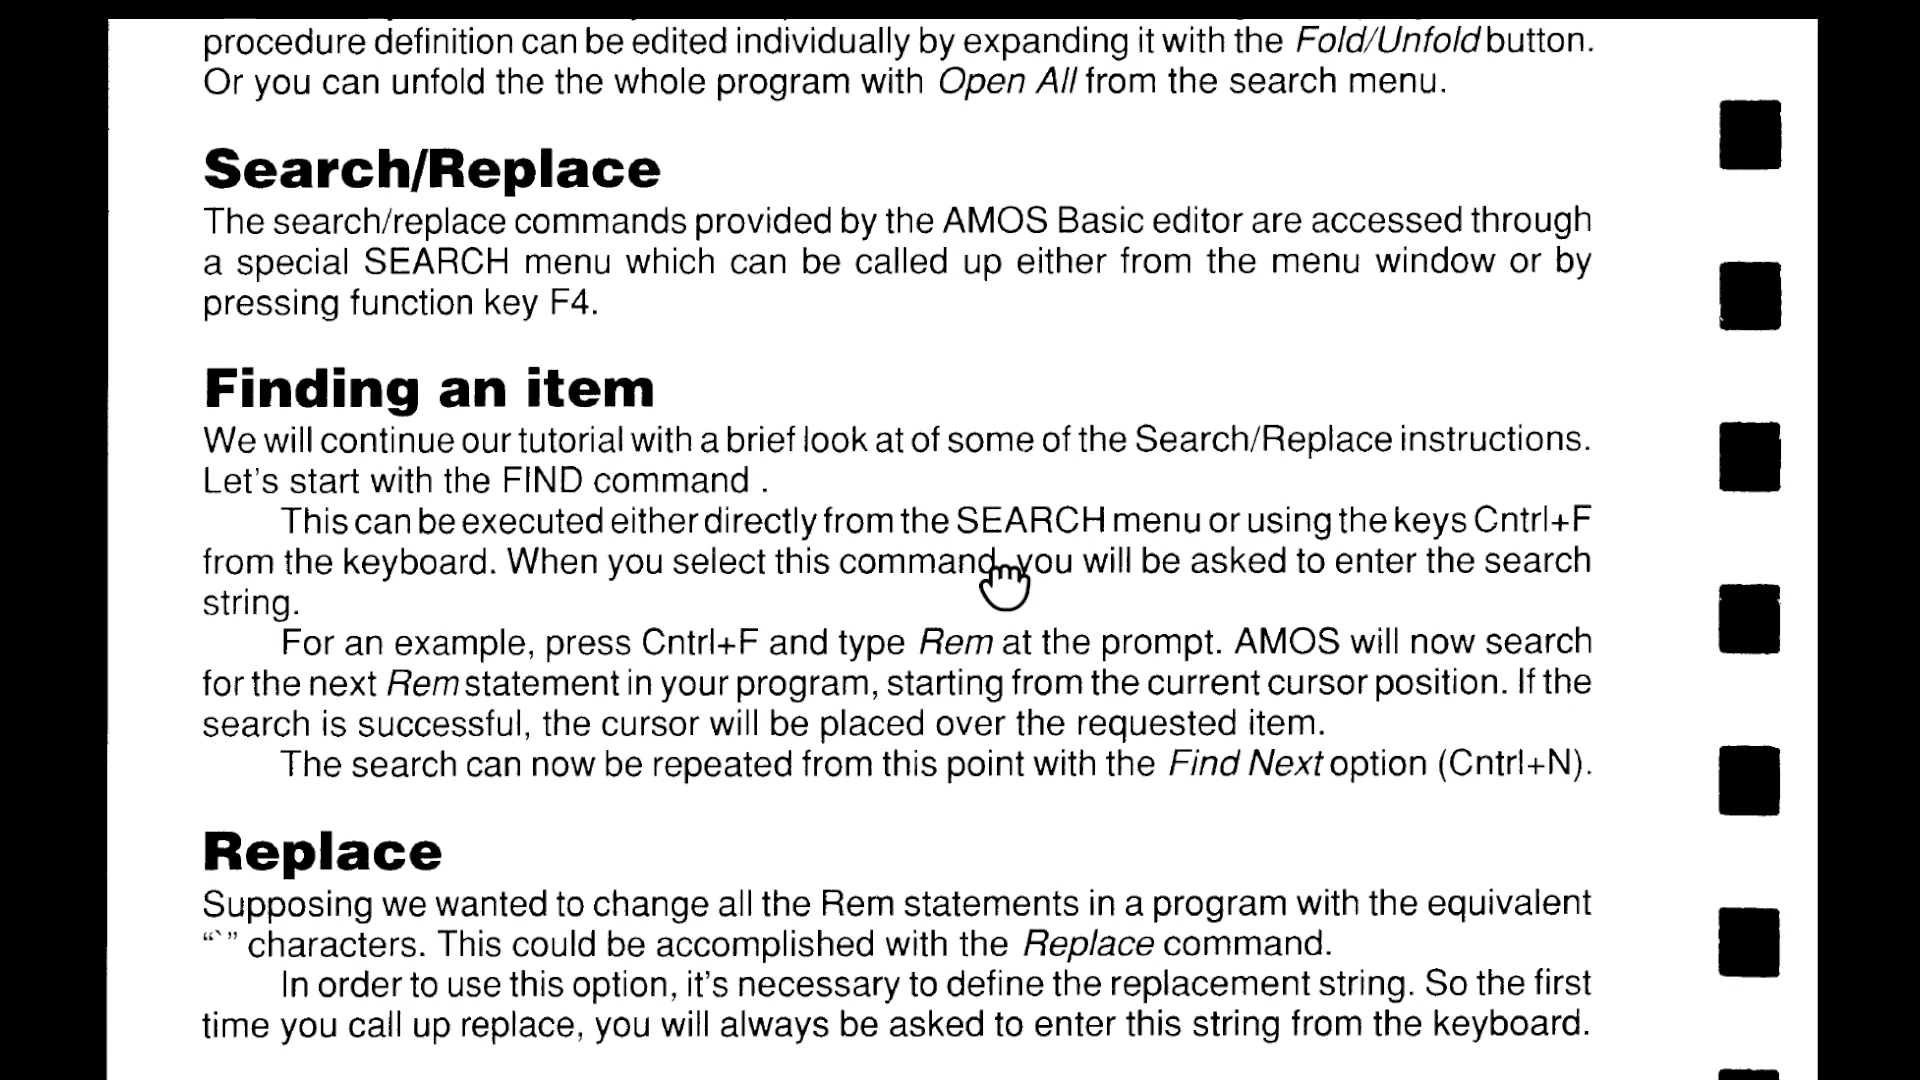 procedure definition can be edited individually by expanding it with the Fold/Unfold button.
Or you can unfold the the whole program with Open All from the search menu.
Search/Replace
The search/replace commands provided by the AMOS Basic editor are accessed through
a special SEARCH menu which can be called up either from the menu window or by
pressing function key F4.
Finding an item
We will continue our tutorial with a brief look at of some of the Search/Replace instructions.
Let's start with the FIND command .
This can be executed either directly from the SEARCH menu or using the keys Cntrl+F
from the keyboard. When you select this command you will be asked to enter the search
string.
For an example, press Cntrl+F and type Rem at the prompt. AMOS will now search
for the next Rem statement in your program, starting from the current cursor position. If the
search is successful, the cursor will be placed over the requested item.
The search can now be repeated from this point with the Find Next option (Cntrl+N).
Replace
Supposing we wanted to change all the Rem statements in a program with the equivalent
“`” characters. This could be accomplished with the Replace command.
In order to use this option, it's necessary to define the replacement string. So the first
time you call up replace, you will always be asked to enter this string from the keyboard.